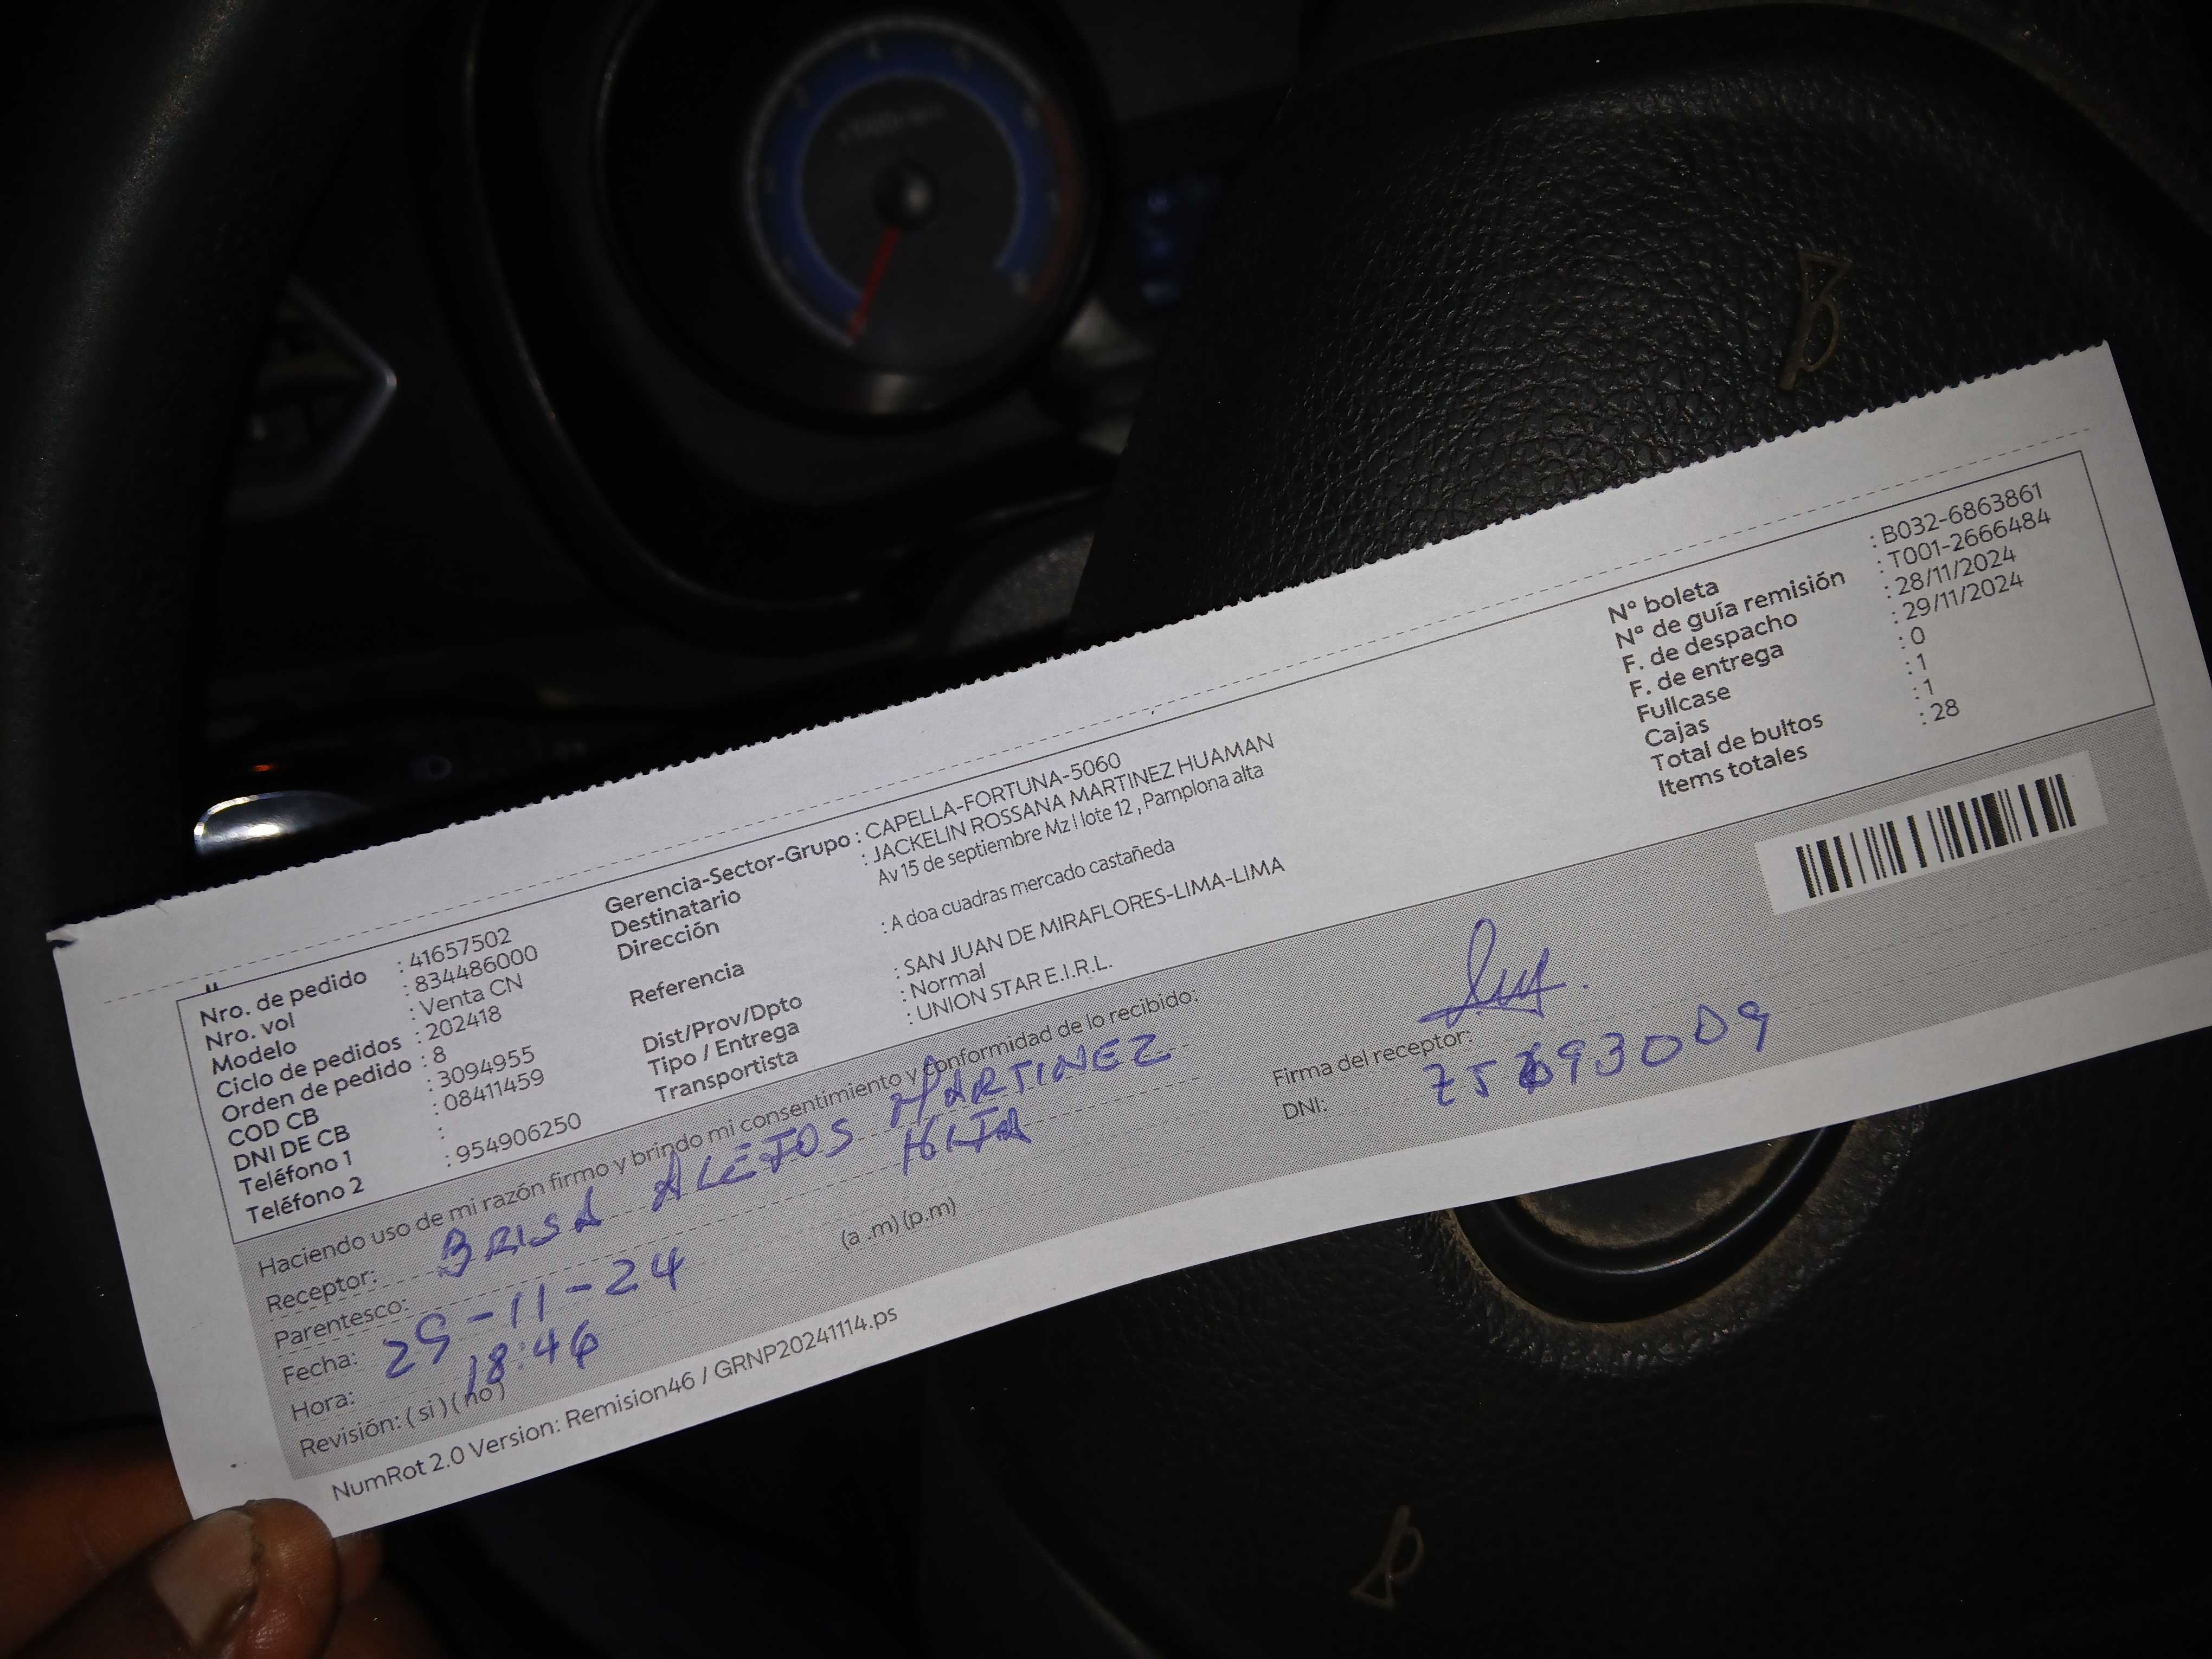 Nro. de pedido : 41657502
Nro. vol : 834486000
Modelo : Venta CN
Ciclo de pedidos : 202418
Orden de pedido : 8
COD CB : 3094955
DNI DE CB : 08411459
Teléfono 1 :
Teléfono 2 : 954906250
Gerencia-Sector-Grupo : CAPELLA-FORTUNA-5060
Destinatario : JACKELIN ROSSANA MARTINEZ HUAMAN
Dirección Av 15 de septiembre Mz I lote 12 , Pamplona alta
Referencia : A doa cuadras mercado castañeda
Dist/Prov/Dpto : SAN JUAN DE MIRAFLORES-LIMA-LIMA
Tipo / Entrega : Normal
Transportista : UNION STAR E.I.R.L.
N° boleta : B032-6863861
N° de guía remisión : T001-2666484
F. de despacho : 28/11/2024
F. de entrega : 29/11/2024
Fullcase : 0
Cajas : 1
Total de bultos : 1
Items totales : 28
Haciendo uso de mi razón firmo y brindo mi consentimiento y conformidad de lo recibido:
Receptor: BRISA ALEJOS MARTINEZ
Parentesco: HIJA
Fecha: 29-11-24
Hora: 18:46 (a .m) (p.m)
Revisión: ( si ) ( no )
Firma del receptor:
DNI:
NumRot 2.0 Version: Remision46 / GRNP20241114.ps